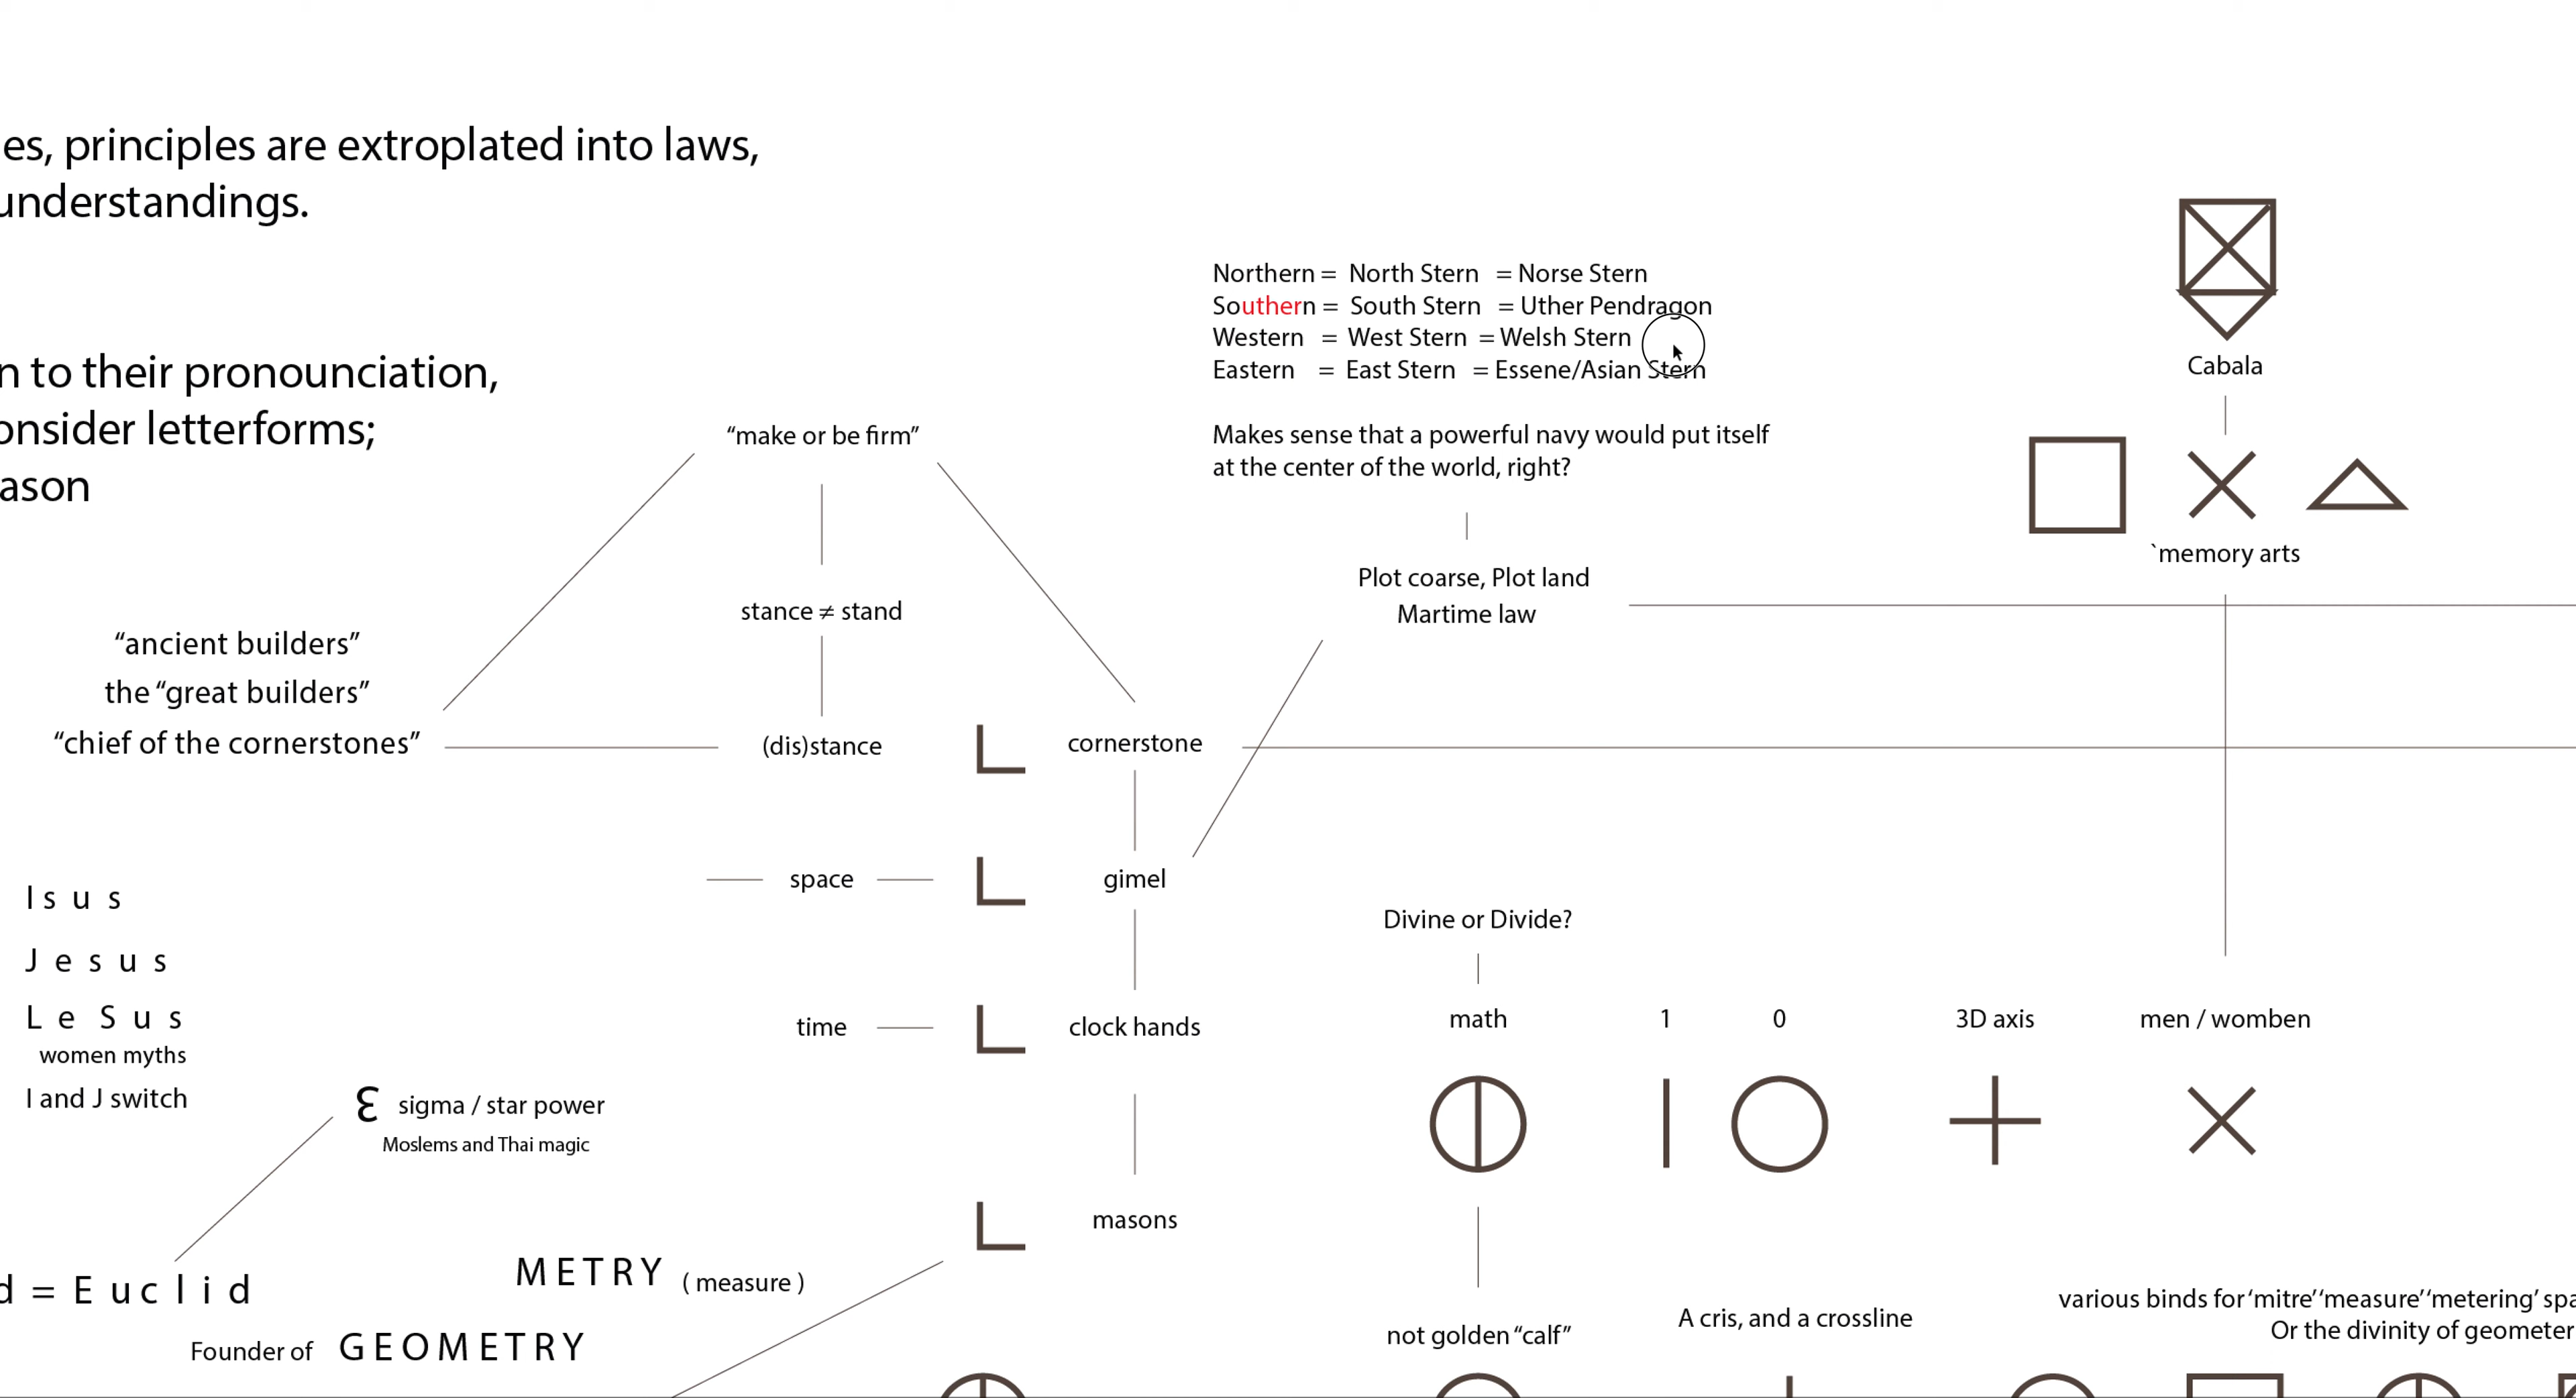 es, principles are extroplated into laws,
understandings.
n to their pronounciation,
onsider letterforms;
ason
Northern = North Stern = Norse Stern
Southern = South Stern = Uther Pendragon
Western = West Stern = Welsh Stern
Eastern = East Stern = Essene/Asian Stern
Makes sense that a powerful navy would put itself
at the center of the world, right?
Plot coarse, Plot land
Martime law
Cabala
`memory arts
“make or be firm”
stance ≠ stand
(dis)stance
“ancient builders”
the “great builders”
“chief of the cornerstones”
cornerstone
space
gimel
time
clock hands
masons
I s u s
J e s u s
L e S u s
women myths
I and J switch
Ɛ sigma / star power
Moslems and Thai magic
d = E u c l i d
METRY ( measure )
Founder of GEOMETRY
Divine or Divide?
math
1
0
3D axis
men / womben
not golden “calf”
A cris, and a crossline
various binds for ‘mitre’ ‘measure’ ‘metering’ spa
Or the divinity of geometer